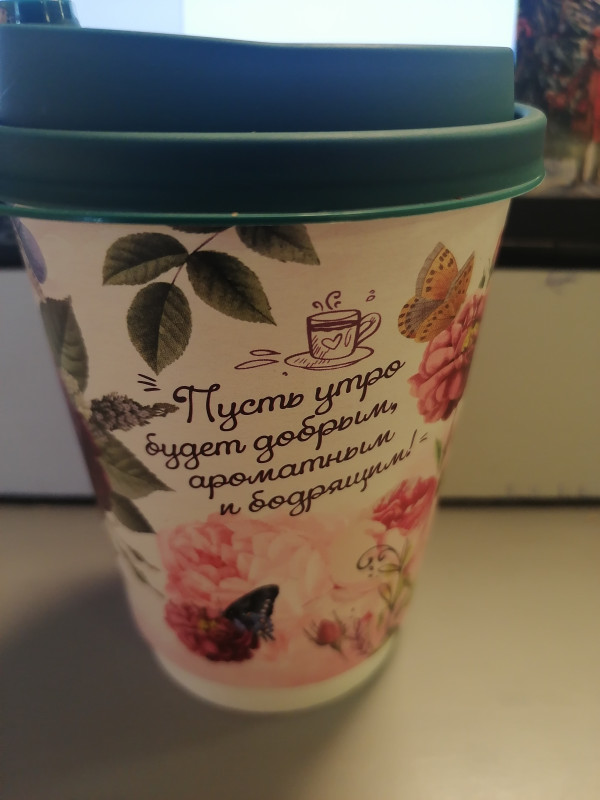 Пусть утро
будет добрым,
ароматным
и бодрящим!